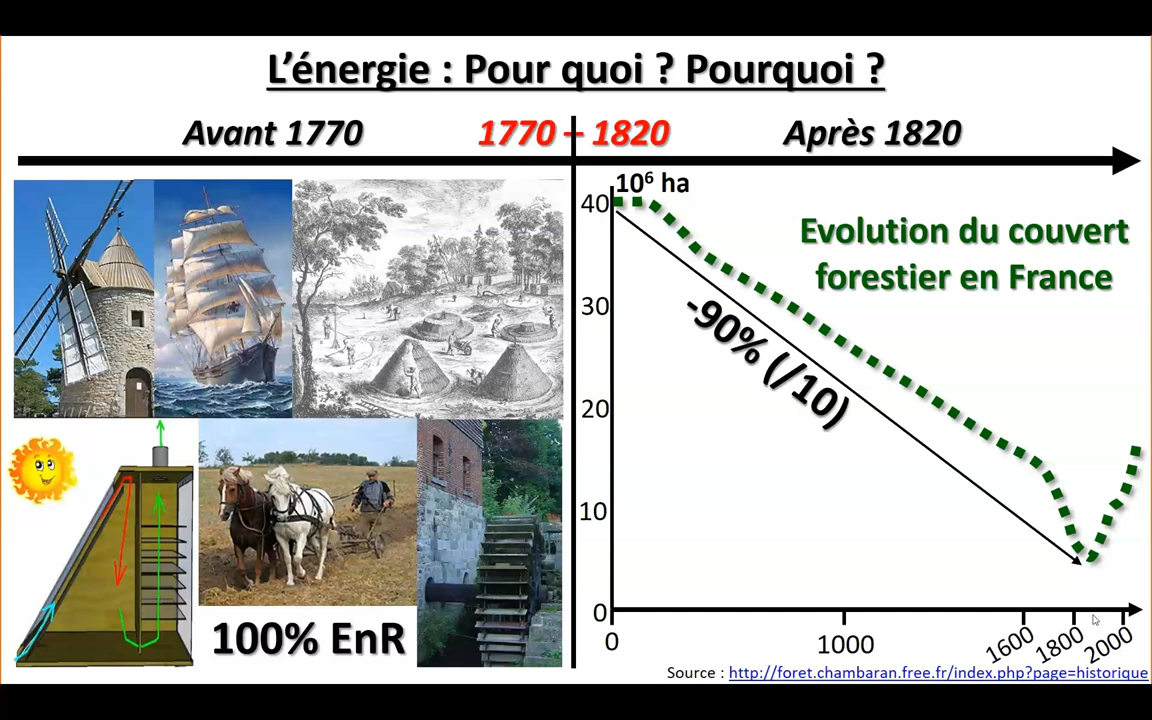 L’énergie : Pour quoi ? Pourquoi ?
Avant 1770
1770 – 1820
Après 1820
10⁶ ha
40
30
20
10
0
Evolution du couvert
forestier en France
-90% (/10)
0
1000
1600
1800
2000
100% EnR
Source : http://foret.chambaran.free.fr/index.php?page=historique